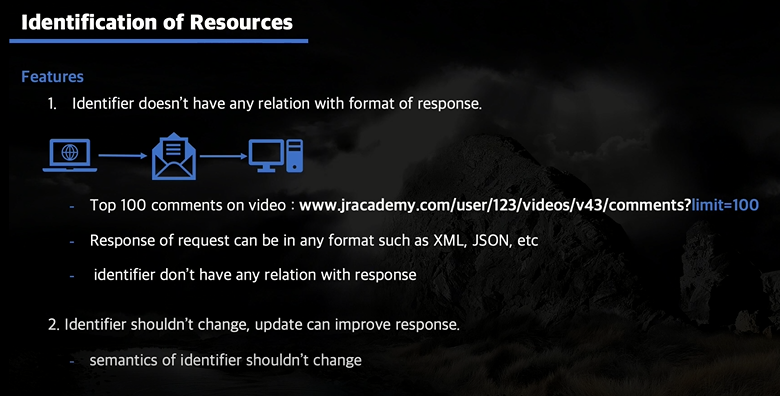 Identification of Resources
Features
1. Identifier doesn't have any relation with format of response.
- Top 100 comments on video : www.jracademy.com/user/123/videos/v43/comments?limit=100
- Response of request can be in any format such as XML, JSON, etc
- identifier don't have any relation with response
2. Identifier shouldn't change, update can improve response.
- semantics of identifier shouldn't change